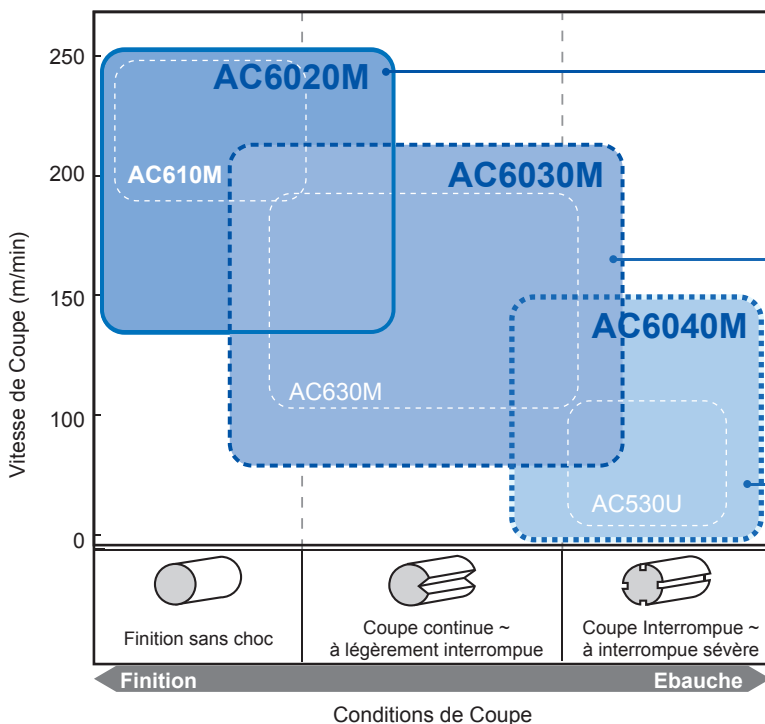 Vitesse de Coupe (m/min)
250
200
150
100
50
0
AC6020M
AC610M
AC6030M
AC630M
AC6040M
AC530U
Finition sans choc
Coupe continue ~
à légèrement interrompue
Coupe Interrompue ~
à interrompue sévère
Finition
Ebauche
Conditions de Coupe